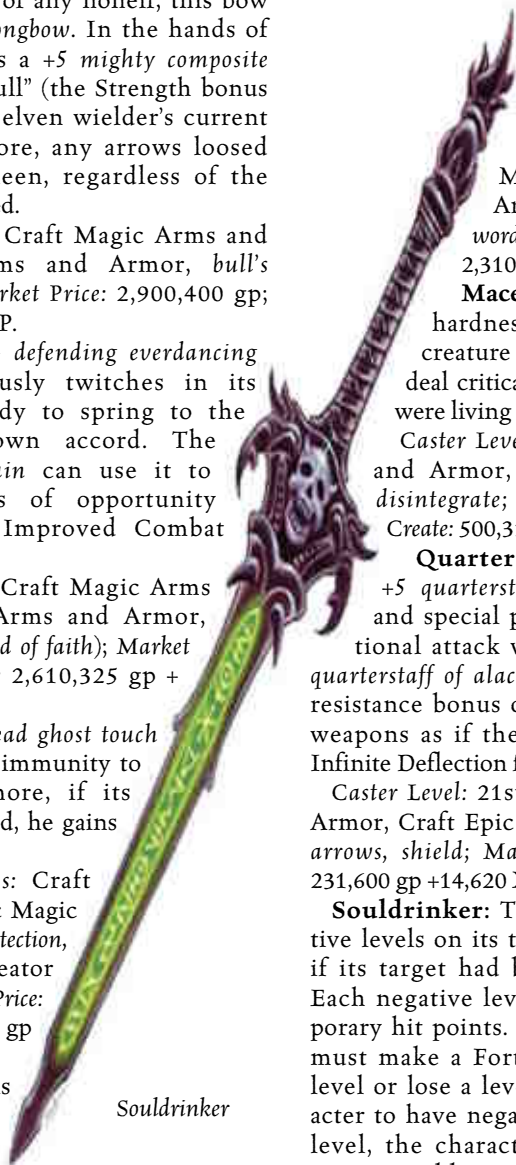 of any nonelf, this bow
ongbow. In the hands of
s a +5 mighty composite
ull” (the Strength bonus
elven wielder’s current
ore, any arrows loosed
een, regardless of the
d.
Craft Magic Arms and
ms and Armor, bull’s
rket Price: 2,900,400 gp;
P.
defending everdancing
usly twitches in its
dy to spring to the
own accord. The
in can use it to
s of opportunity
Improved Combat
Craft Magic Arms
Arms and Armor,
d of faith); Market
2,610,325 gp +
ead ghost touch
immunity to
more, if its
d, he gains
s: Craft
Magic
tection,
eator
Price:
gp
s
Souldrinker
M
Ar
word
2,310
Mace
hardnes
creature
deal critica
were living
Caster Leve
and Armor,
disintegrate;
Create: 500,3
Quarter
+5 quarterst
and special p
tional attack w
quarterstaff of alac
resistance bonus o
weapons as if the
Infinite Deflection f
Caster Level: 21s
Armor, Craft Epic
arrows, shield; Ma
231,600 gp +14,620 X
Souldrinker: T
tive levels on its t
if its target had b
Each negative lev
porary hit points.
must make a Fort
level or lose a lev
acter to have nega
level, the charact